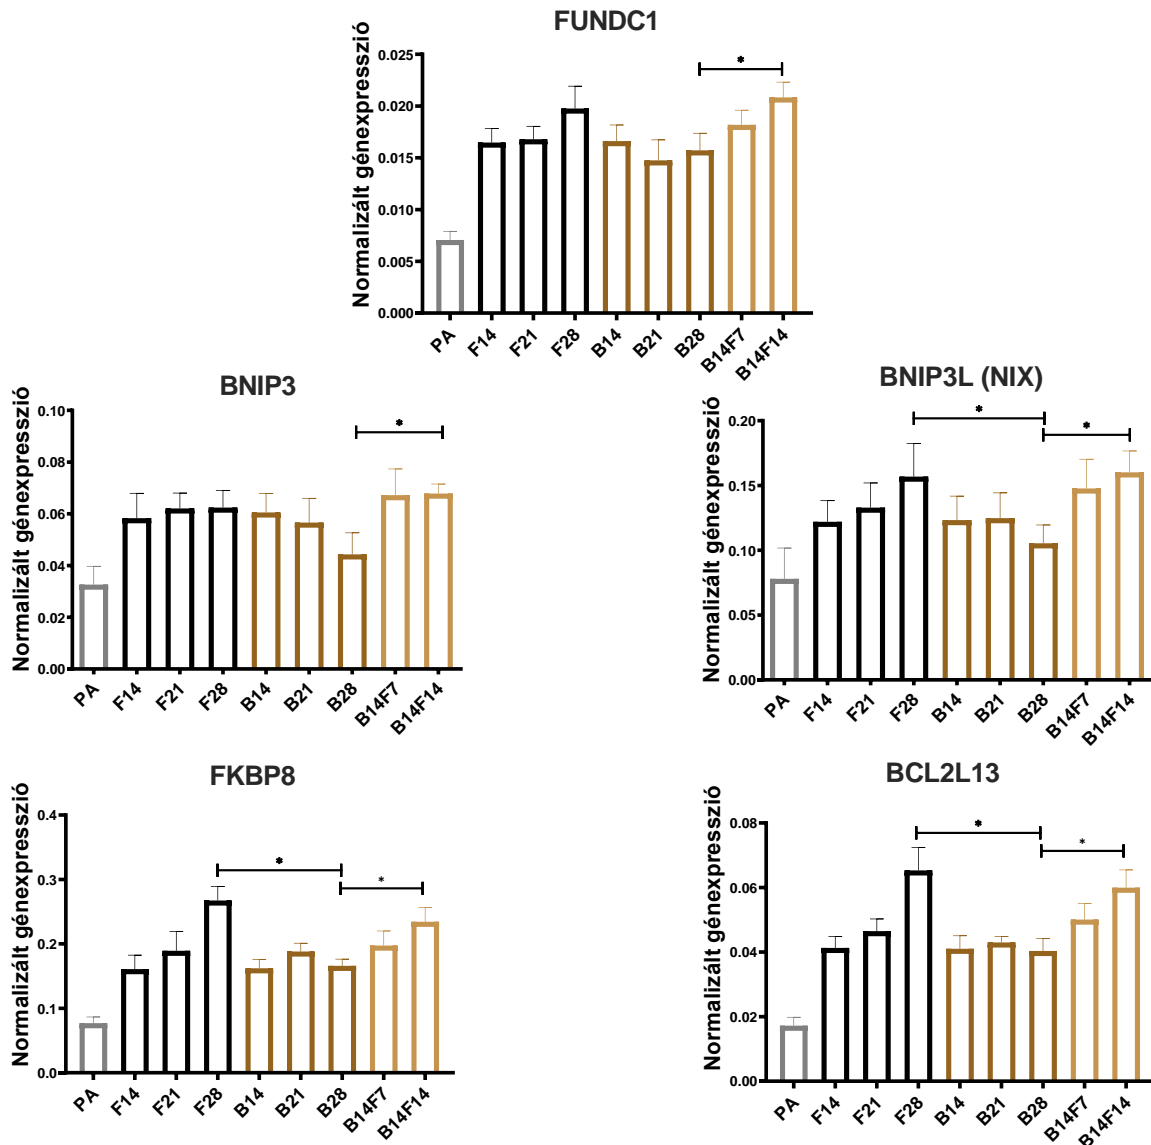 FUNDC1
Normalizált génexpresszió
0.025
0.020
0.015
0.010
0.005
0.000
*
PA
F14
F21
F28
B14
B21
B28
B14F7
B14F14
BNIP3
Normalizált génexpresszió
0.10
0.08
0.06
0.04
0.02
0.00
*
PA
F14
F21
F28
B14
B21
B28
B14F7
B14F14
BNIP3L (NIX)
Normalizált génexpresszió
0.20
0.15
0.10
0.05
0.00
*
*
PA
F14
F21
F28
B14
B21
B28
B14F7
B14F14
FKBP8
Normalizált génexpresszió
0.4
0.3
0.2
0.1
0.0
*
*
PA
F14
F21
F28
B14
B21
B28
B14F7
B14F14
BCL2L13
Normalizált génexpresszió
0.08
0.06
0.04
0.02
0.00
*
*
PA
F14
F21
F28
B14
B21
B28
B14F7
B14F14